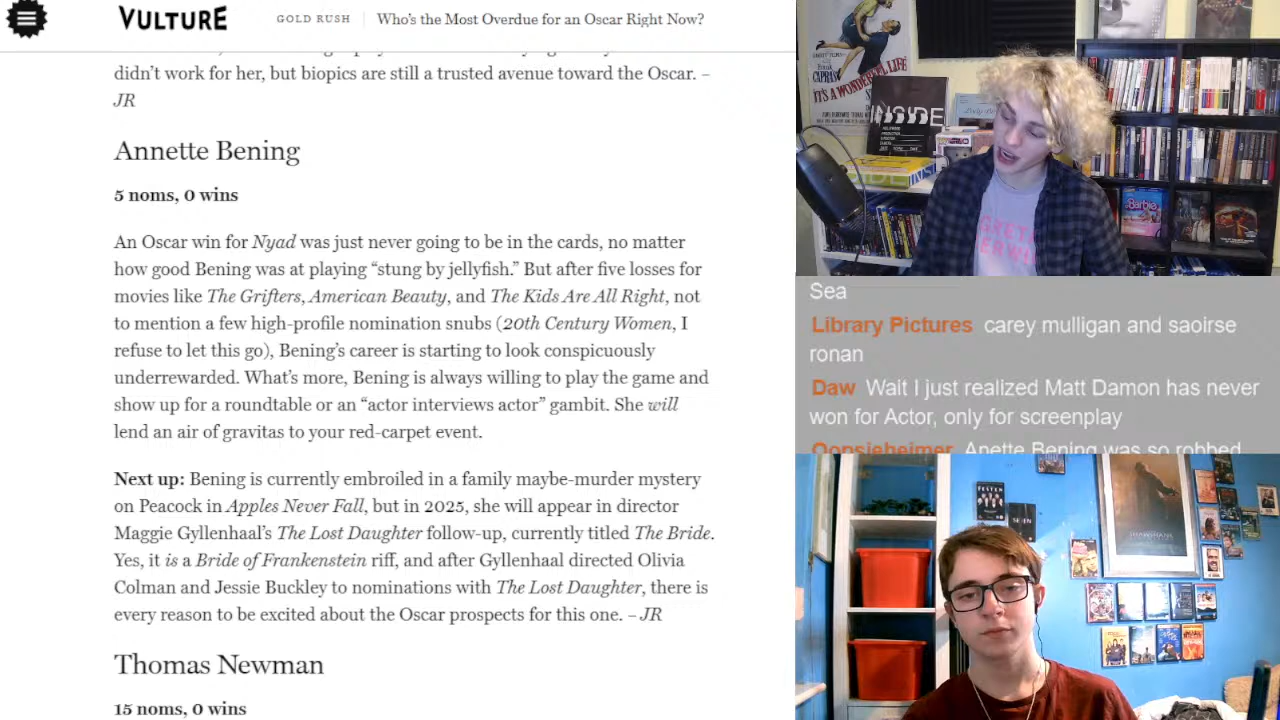 VULTURE
GOLD RUSH
Who's the Most Overdue for an Oscar Right Now?
didn't work for her, but biopics are still a trusted avenue toward the Oscar. –
JR
Annette Bening
5 noms, 0 wins
An Oscar win for Nyad was just never going to be in the cards, no matter
how good Bening was at playing “stung by jellyfish.” But after five losses for
movies like The Grifters, American Beauty, and The Kids Are All Right, not
to mention a few high-profile nomination snubs (20th Century Women, I
refuse to let this go), Bening's career is starting to look conspicuously
underrewarded. What's more, Bening is always willing to play the game and
show up for a roundtable or an “actor interviews actor” gambit. She will
lend an air of gravitas to your red-carpet event.
Next up: Bening is currently embroiled in a family maybe-murder mystery
on Peacock in Apples Never Fall, but in 2025, she will appear in director
Maggie Gyllenhaal's The Lost Daughter follow-up, currently titled The Bride.
Yes, it is a Bride of Frankenstein riff, and after Gyllenhaal directed Olivia
Colman and Jessie Buckley to nominations with The Lost Daughter, there is
every reason to be excited about the Oscar prospects for this one. – JR
Thomas Newman
15 noms, 0 wins
IT'S A WONDERFUL LIFE
INSIDE
Barbie
Sea
Library Pictures carey mulligan and saoirse
ronan
Daw Wait I just realized Matt Damon has never
won for Actor, only for screenplay
Oopsieheimer Anette Bening was so robbed
FESTEN
SE7EN